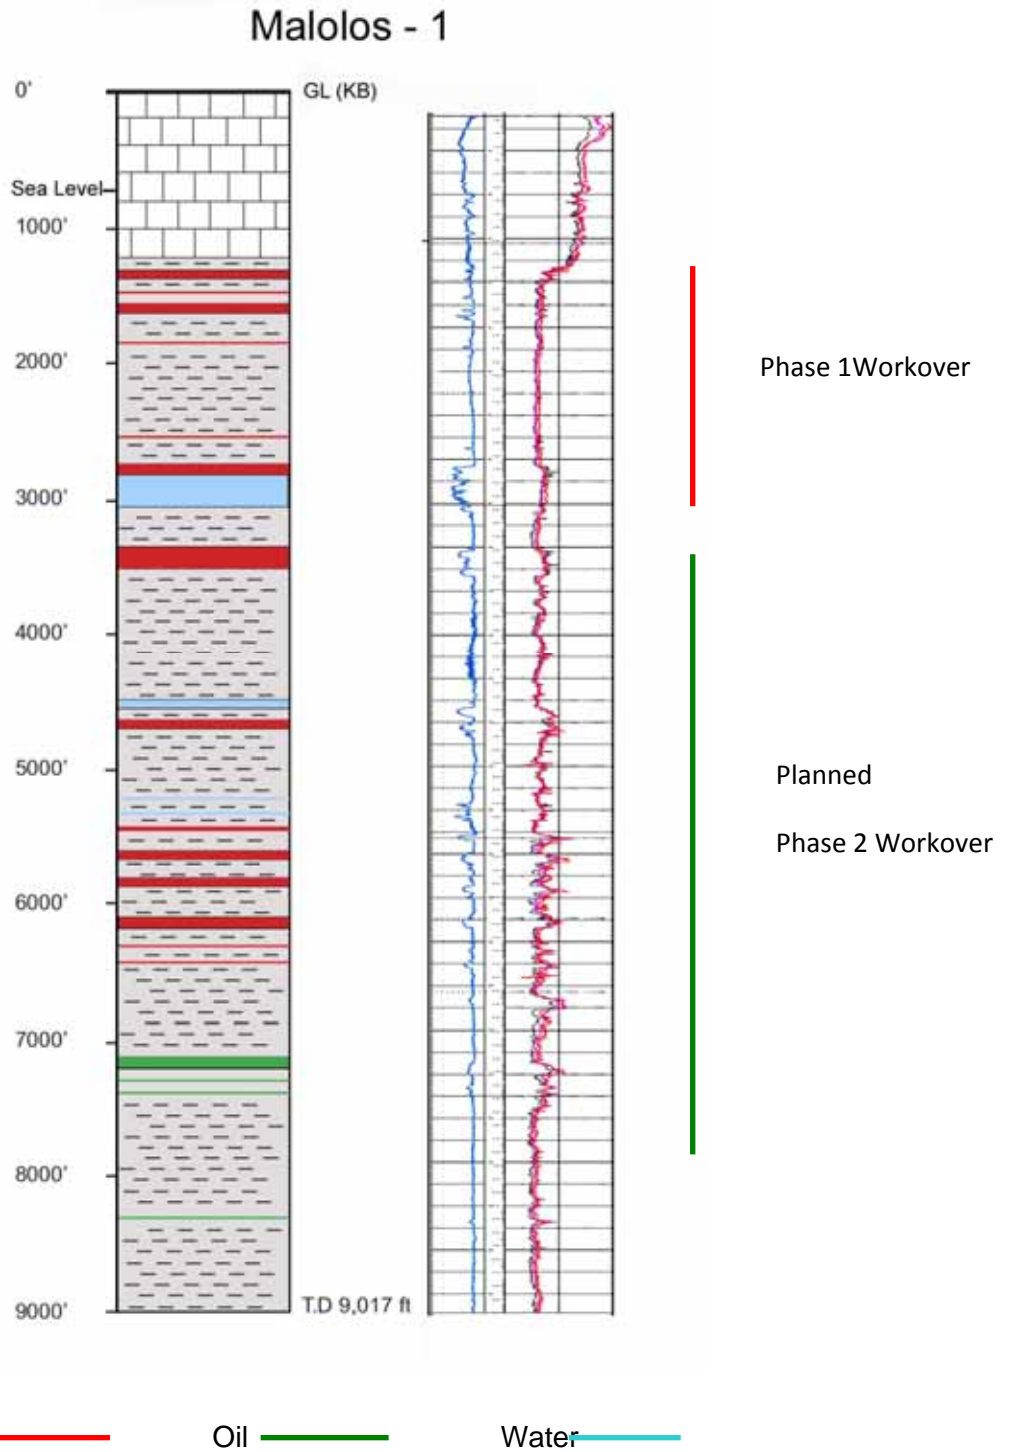 Malolos - 1
0'
GL (KB)
Sea Level
1000'
2000'
Phase 1Workover
3000'
4000'
5000'
Planned
Phase 2 Workover
6000'
7000'
8000'
9000'
T.D 9,017 ft
Oil
Water